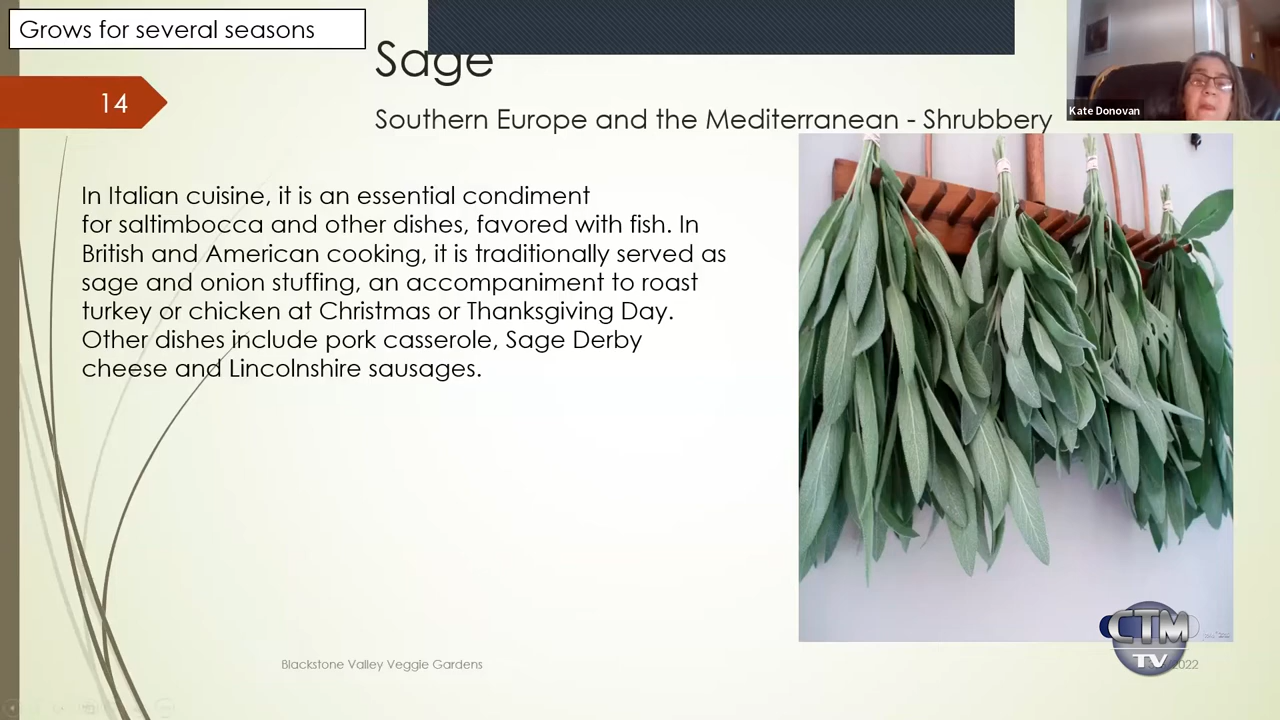 Grows for several seasons
Sage
14
Southern Europe and the Mediterranean - Shrubbery
Kate Donovan
In Italian cuisine, it is an essential condiment
for saltimbocca and other dishes, favored with fish. In
British and American cooking, it is traditionally served as
sage and onion stuffing, an accompaniment to roast
turkey or chicken at Christmas or Thanksgiving Day.
Other dishes include pork casserole, Sage Derby
cheese and Lincolnshire sausages.
CTM
TV
Blackstone Valley Veggie Gardens
2022